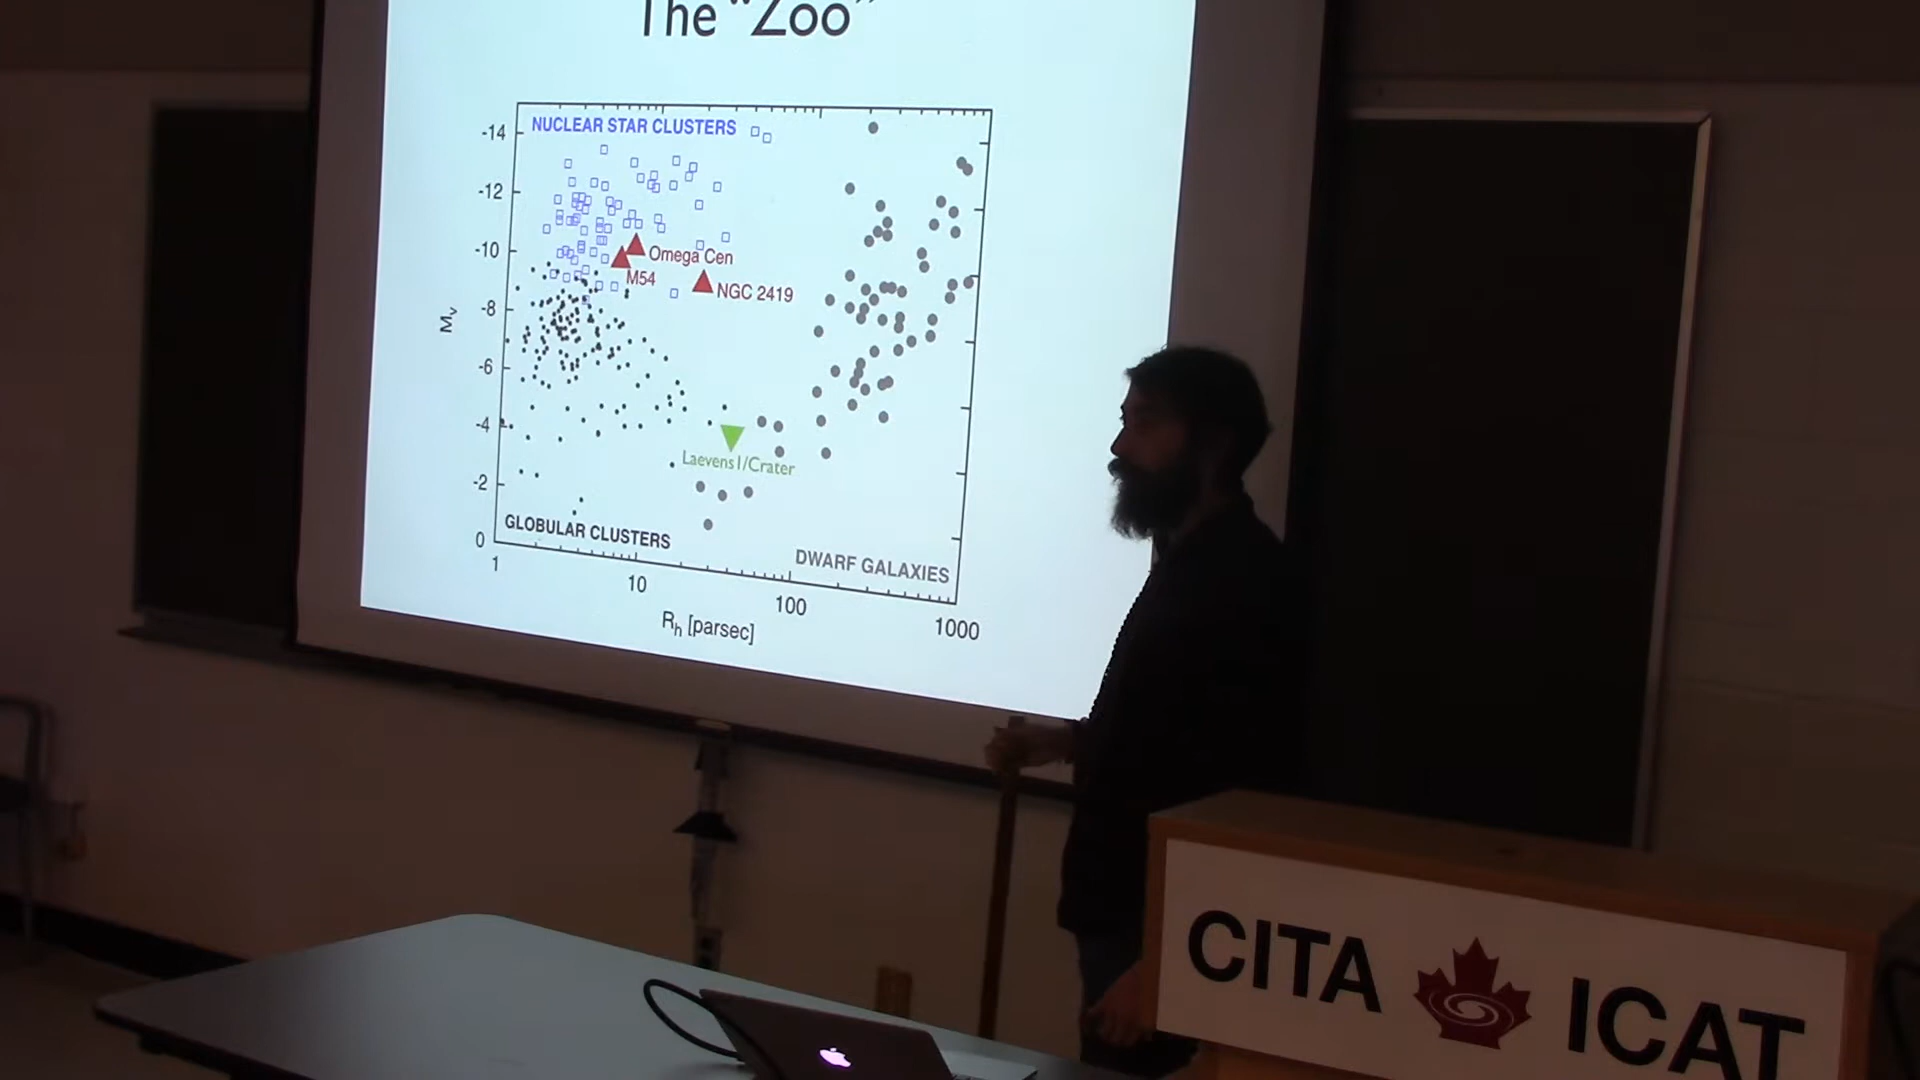 The "Zoo"
NUCLEAR STAR CLUSTERS
-14
-12
-10
-8
-6
-4
-2
0
Mv
Omega Cen
M54
NGC 2419
Laevens1/Crater
GLOBULAR CLUSTERS
DWARF GALAXIES
1
10
100
1000
Rh [parsec]
CITA ICAT